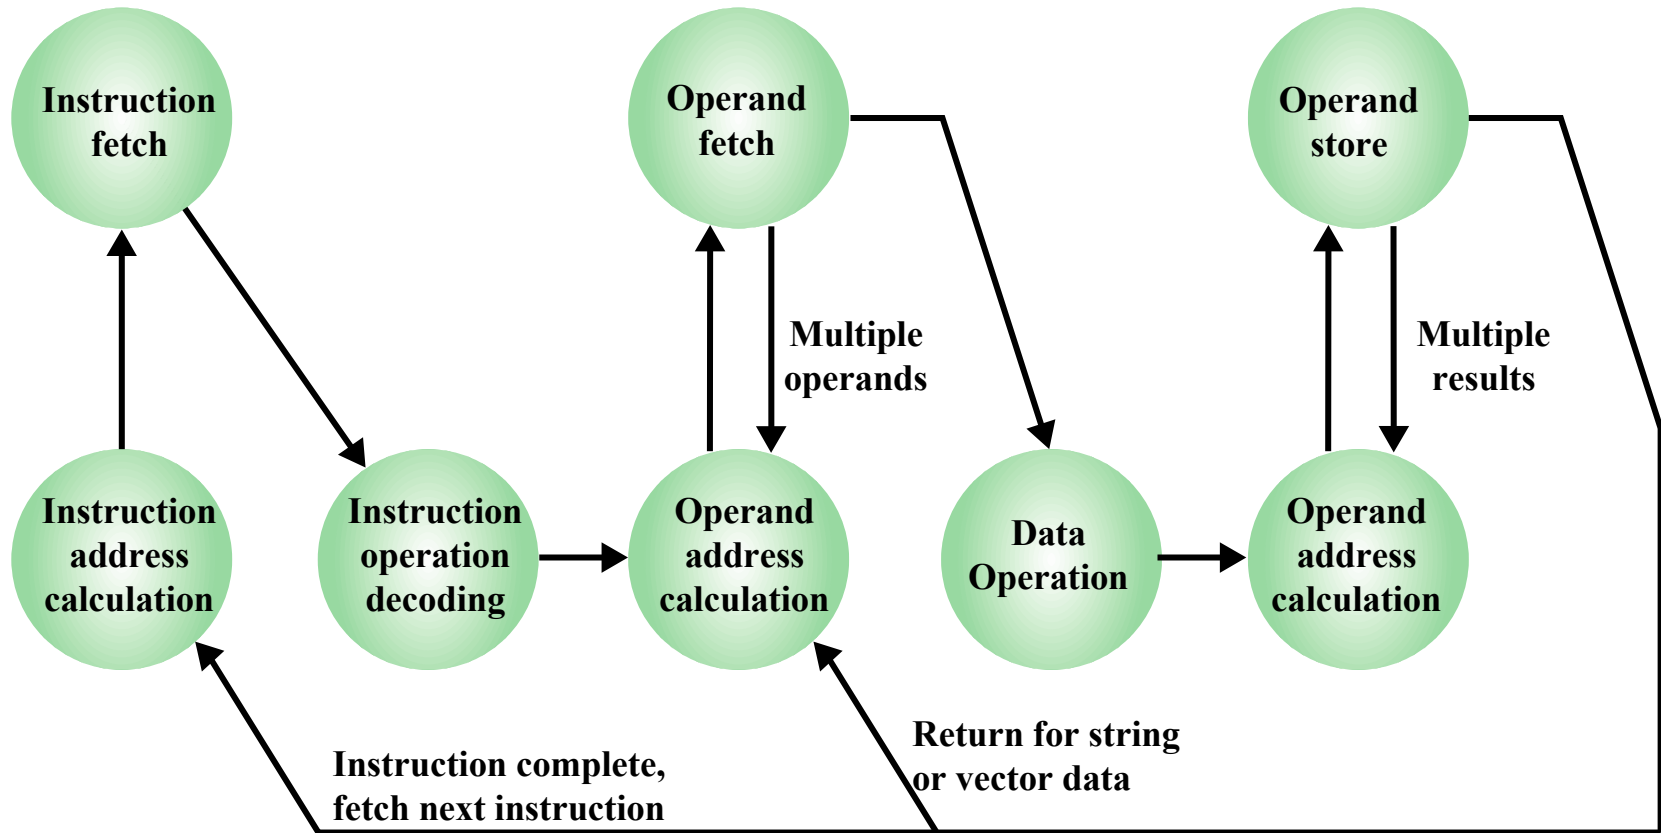 Instruction
fetch
Operand
fetch
Operand
store
Multiple
operands
Multiple
results
Instruction
address
calculation
Instruction
operation
decoding
Operand
address
calculation
Data
Operation
Operand
address
calculation
Instruction complete,
fetch next instruction
Return for string
or vector data